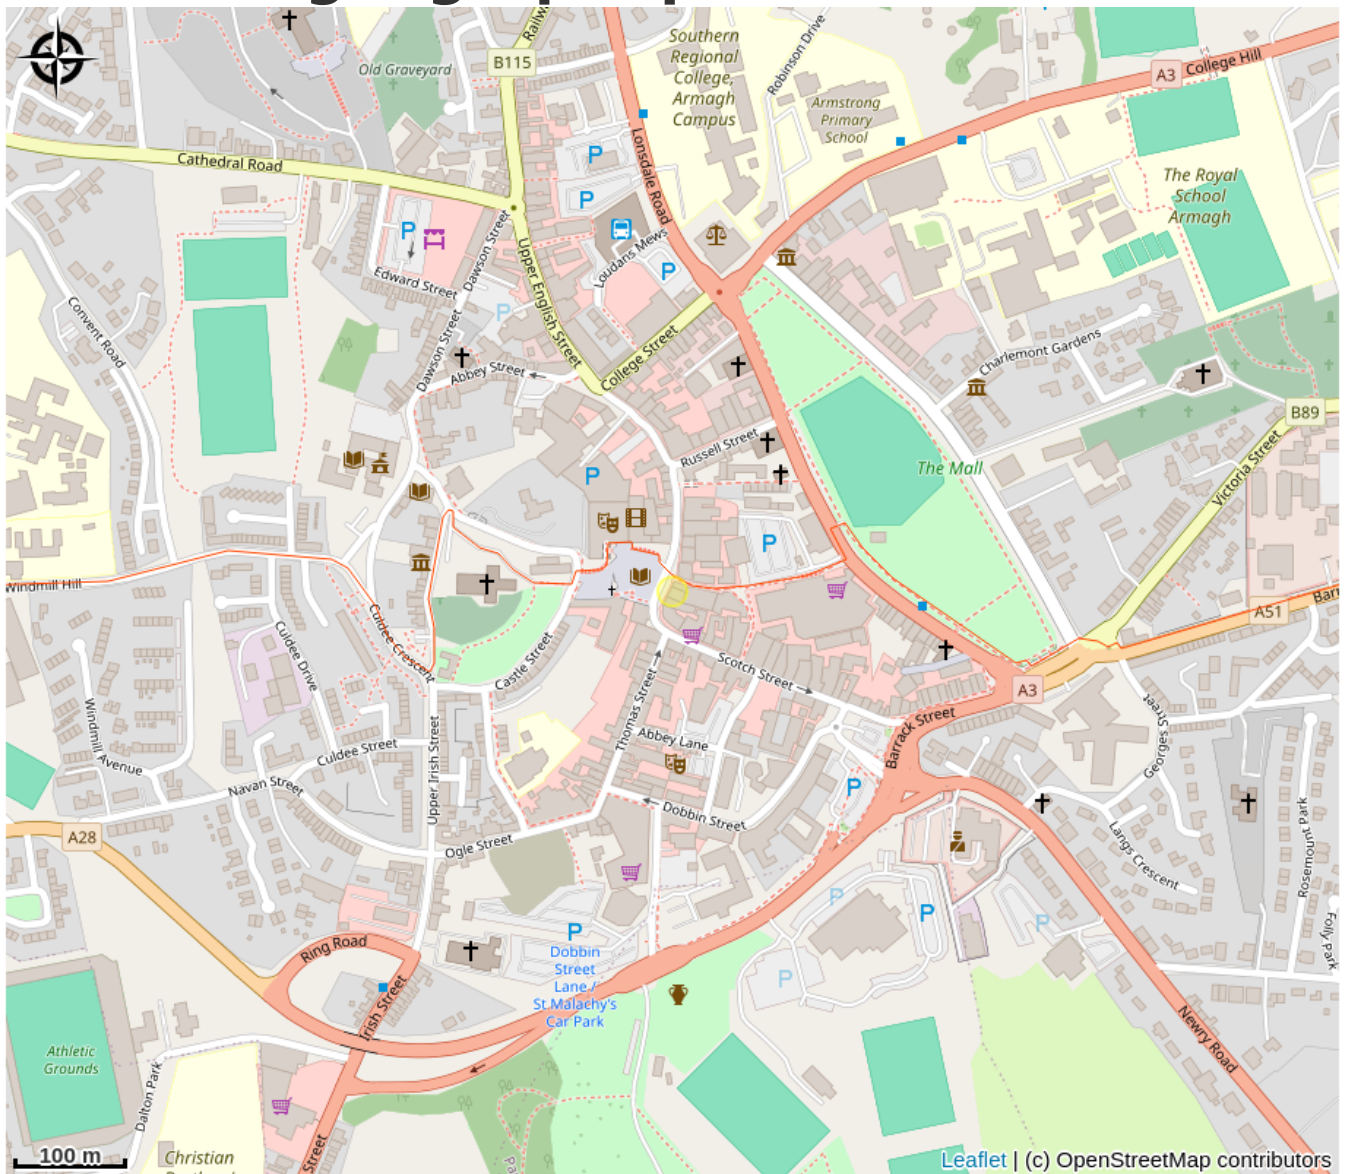 Railw
B115
Old Graveyard
Southern
Regional
College,
Armagh
Campus
Robinson Drive
Armstrong
Primary
School
A3
College Hill
Cathedral Road
Lonsdale Road
The Royal
School
Armagh
P
P
P
P
P
Loudans Mews
Edward Street
Dawson Street
Upper English Street
Convent Road
Dawson Street
Abbey Street
College Street
Charlemont Gardens
B89
Russell Street
The Mall
Victoria Street
P
P
Windmill Hill
Culdee Crescent
Culdee Drive
Castle Street
Scotch Street
A51
Barr
A3
Barrack Street
Georges Street
Windmill Avenue
Culdee Street
Upper Irish Street
Thomas Street
Abbey Lane
Navan Street
P
Dobbin Street
A28
Ogle Street
Langs Crescent
Rosemount Park
Folly Park
P
P
P
P
P
Dobbin
Street
Lane /
St Malachy's
Car Park
Ring Road
Irish Street
Newry Road
Athletic
Grounds
Dalton Park
Christian
Street
Pa
100 m
Leaflet | (c) OpenStreetMap contributors